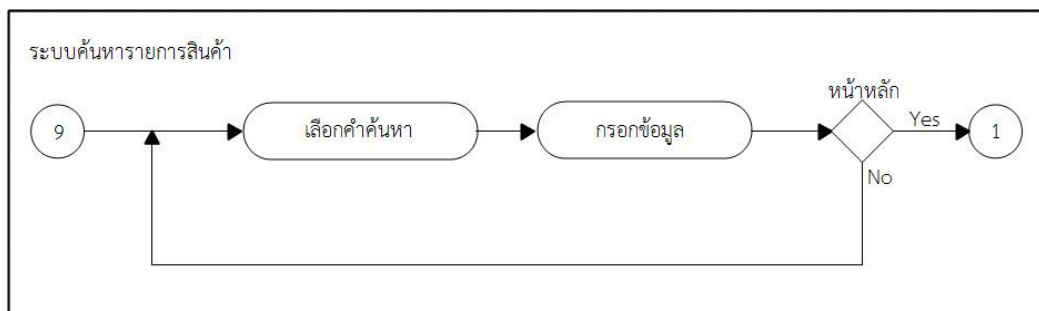 ระบบค้นหารายการสินค้า
หน้าหลัก
9
เลือกคำค้นหา
กรอกข้อมูล
Yes
1
No